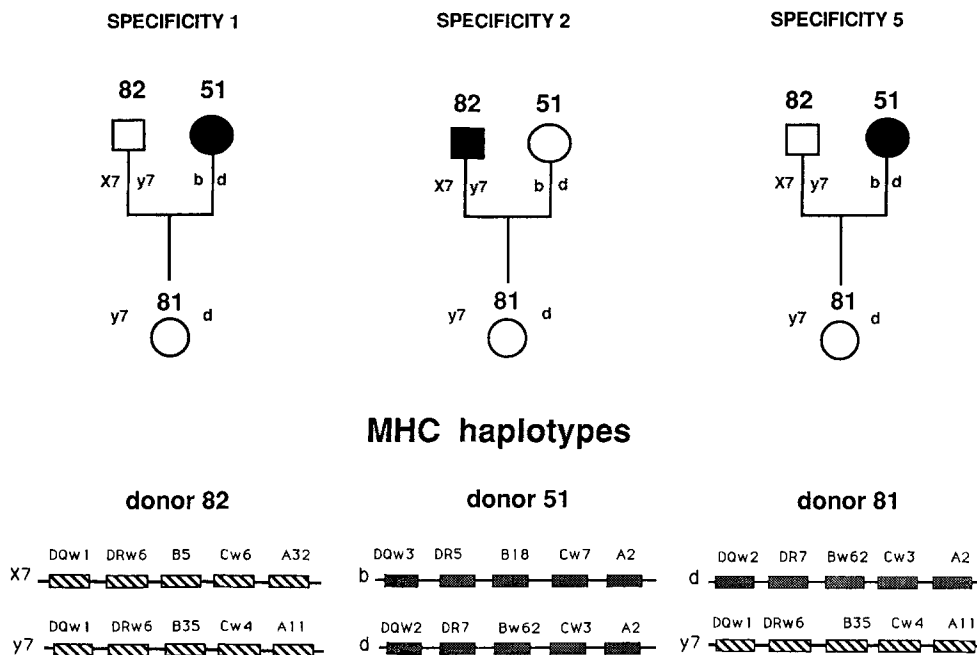 SPECIFICITY 1 SPECIFICITY 2 SPECIFICITY 5
82 51 82 51 82 51
X7 y7 b d X7 y7 b d X7 y7 b d
81 81 81
y7 d y7 d y7 d
MHC haplotypes
donor 82 donor 51 donor 81
DQw1 DRw6 B5 Cw6 A32 DQw3 DR5 B18 Cw7 A2 DQw2 DR7 Bw62 Cw3 A2
X7 b d
DQw1 DRw6 B35 Cw4 A11 DQw2 DR7 Bw62 Cw3 A2 DQw1 DRw6 B35 Cw4 A11
y7 d y7